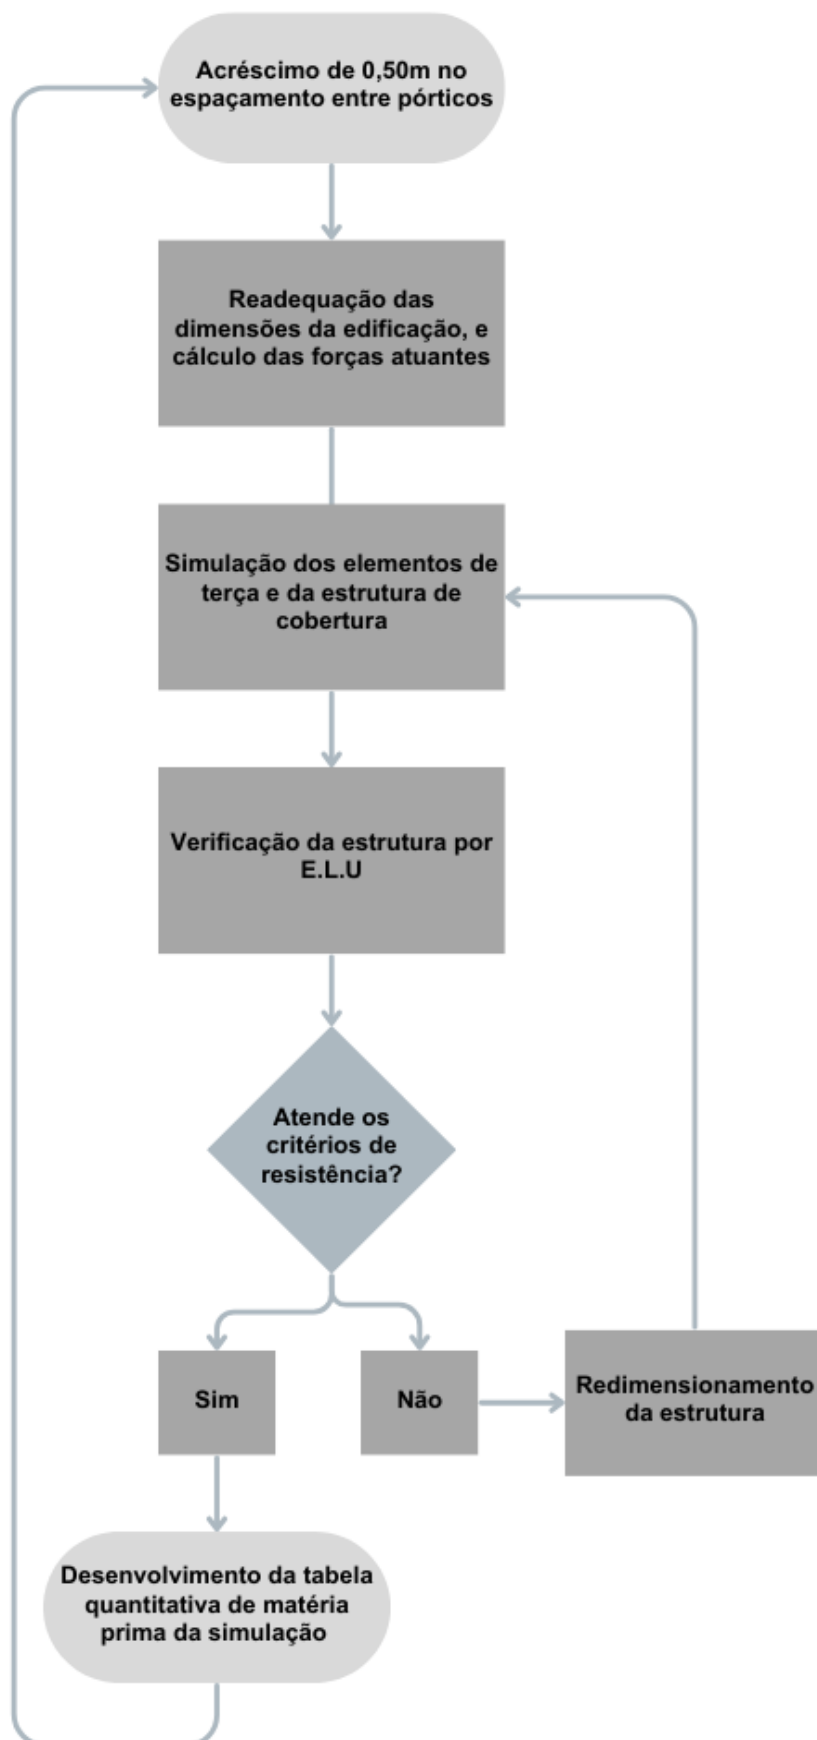 Acréscimo de 0,50m no
espaçamento entre pórticos
Readequação das
dimensões da edificação, e
cálculo das forças atuantes
Simulação dos elementos de
terça e da estrutura de
cobertura
Verificação da estrutura por
E.L.U
Atende os
critérios de
resistência?
Sim
Não
Redimensionamento
da estrutura
Desenvolvimento da tabela
quantitativa de matéria
prima da simulação